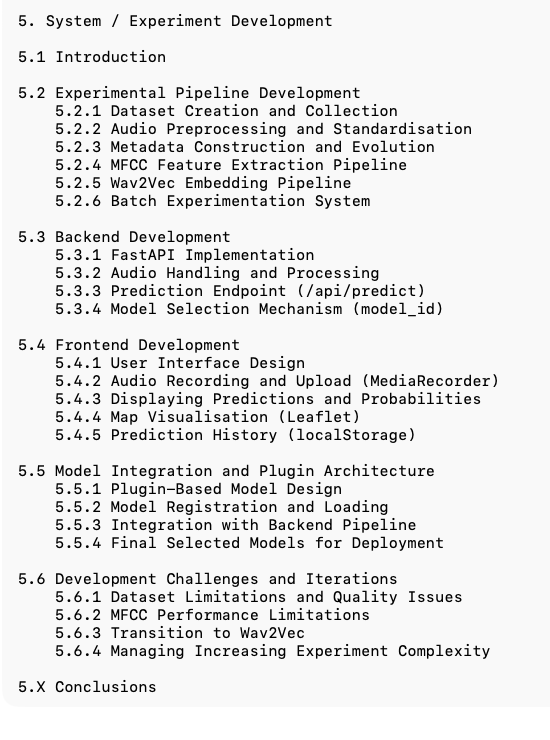 5. System / Experiment Development
5.1 Introduction
5.2 Experimental Pipeline Development
5.2.1 Dataset Creation and Collection
5.2.2 Audio Preprocessing and Standardisation
5.2.3 Metadata Construction and Evolution
5.2.4 MFCC Feature Extraction Pipeline
5.2.5 Wav2Vec Embedding Pipeline
5.2.6 Batch Experimentation System
5.3 Backend Development
5.3.1 FastAPI Implementation
5.3.2 Audio Handling and Processing
5.3.3 Prediction Endpoint (/api/predict)
5.3.4 Model Selection Mechanism (model_id)
5.4 Frontend Development
5.4.1 User Interface Design
5.4.2 Audio Recording and Upload (MediaRecorder)
5.4.3 Displaying Predictions and Probabilities
5.4.4 Map Visualisation (Leaflet)
5.4.5 Prediction History (localStorage)
5.5 Model Integration and Plugin Architecture
5.5.1 Plugin-Based Model Design
5.5.2 Model Registration and Loading
5.5.3 Integration with Backend Pipeline
5.5.4 Final Selected Models for Deployment
5.6 Development Challenges and Iterations
5.6.1 Dataset Limitations and Quality Issues
5.6.2 MFCC Performance Limitations
5.6.3 Transition to Wav2Vec
5.6.4 Managing Increasing Experiment Complexity
5.X Conclusions